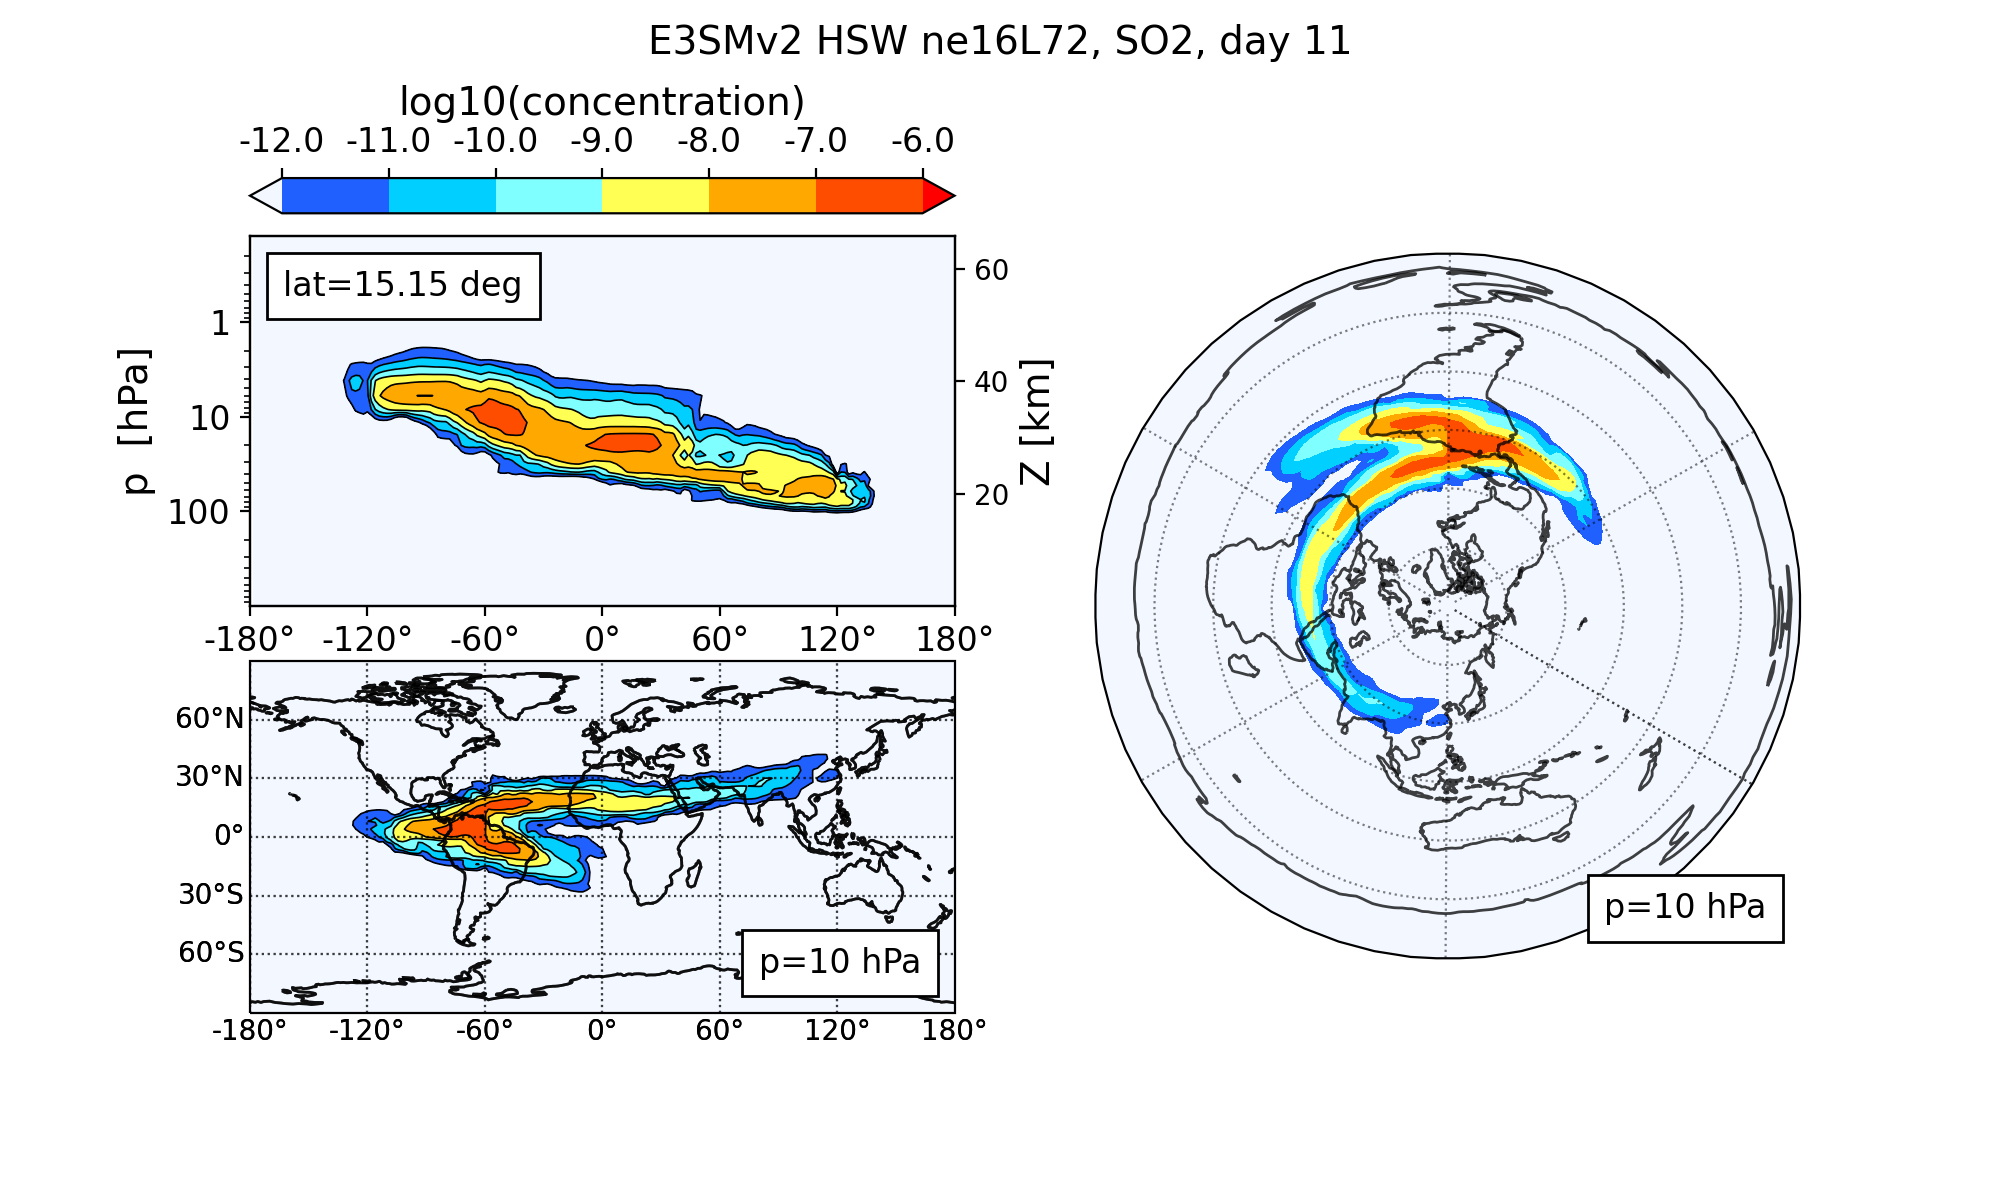 E3SMv2 HSW ne16L72, SO2, day 11
log10(concentration)
-12.0 -11.0 -10.0 -9.0 -8.0 -7.0 -6.0
lat=15.15 deg
p [hPa]
1
10
100
60
40
20
Z [km]
-180° -120° -60° 0° 60° 120° 180°
60°N
30°N
0°
30°S
60°S
p=10 hPa
-180° -120° -60° 0° 60° 120° 180°
p=10 hPa